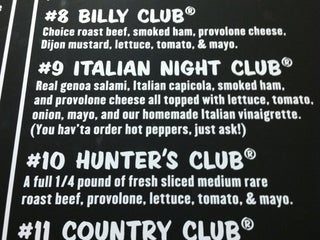 #8 BILLY CLUB®
Choice roast beef, smoked ham, provolone cheese,
Dijon mustard, lettuce, tomato, & mayo.
#9 ITALIAN NIGHT CLUB®
Real genoa salami, Italian capicola, smoked ham,
and provolone cheese all topped with lettuce, tomato,
onion, mayo, and our homemade Italian vinaigrette.
(You hav'ta order hot peppers, just ask!)
#10 HUNTER'S CLUB®
A full 1/4 pound of fresh sliced medium rare
roast beef, provolone, lettuce, tomato, & mayo.
#11 COUNTRY CLUB®